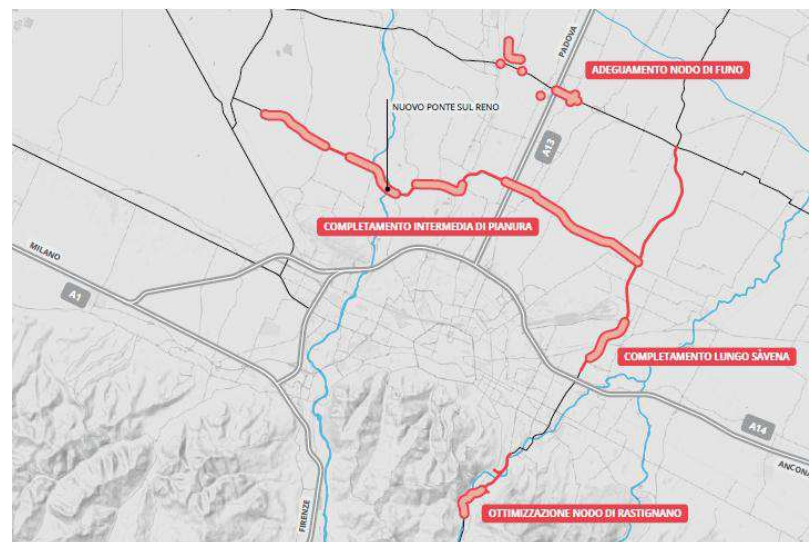 PADOVA
ADEGUAMENTO NODO DI FUNO
NUOVO PONTE SUL RENO
A13
COMPLETAMENTO INTERMEDIA DI PIANURA
MILANO
A1
COMPLETAMENTO LUNGO SÀVENA
A14
ANCONA
FIRENZE
OTTIMIZZAZIONE NODO DI RASTIGNANO